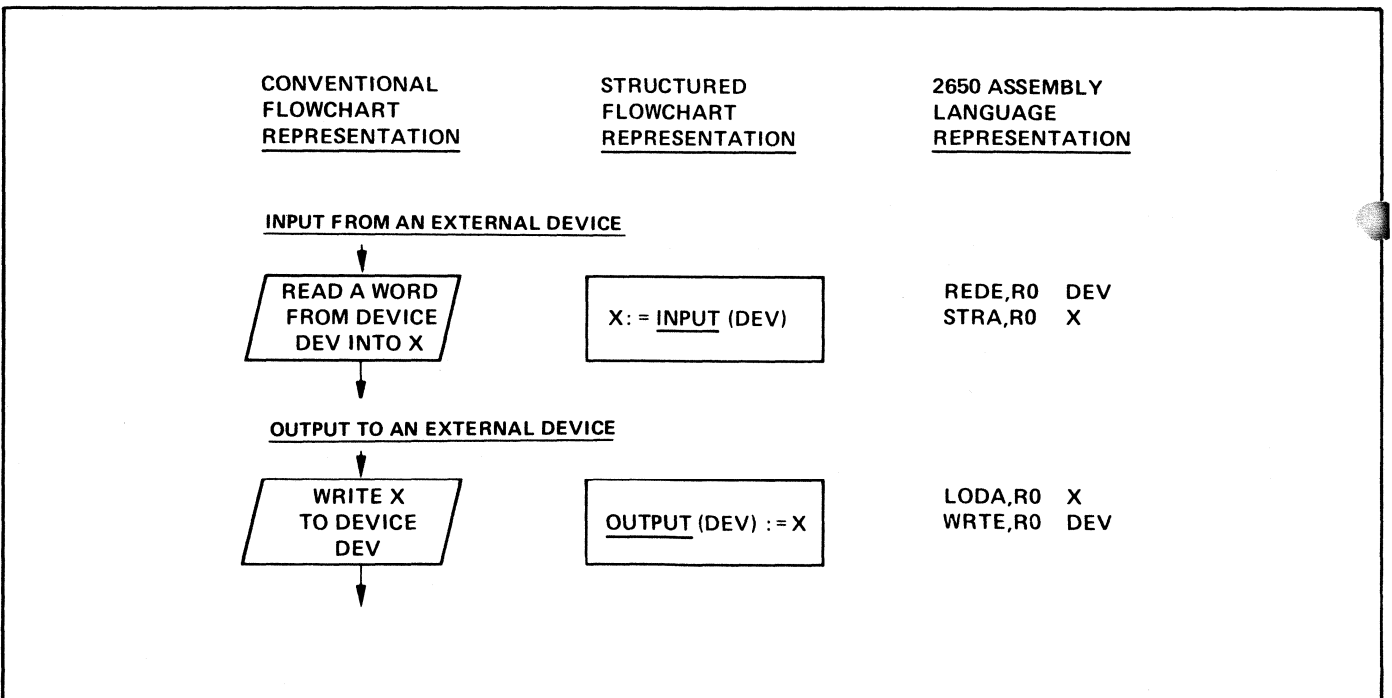 CONVENTIONAL
FLOWCHART
REPRESENTATION
STRUCTURED
FLOWCHART
REPRESENTATION
2650 ASSEMBLY
LANGUAGE
REPRESENTATION
INPUT FROM AN EXTERNAL DEVICE
READ A WORD
FROM DEVICE
DEV INTO X
X: = INPUT (DEV)
REDE,R0 DEV
STRA,R0 X
OUTPUT TO AN EXTERNAL DEVICE
WRITE X
TO DEVICE
DEV
OUTPUT (DEV) : = X
LODA,R0 X
WRTE,R0 DEV